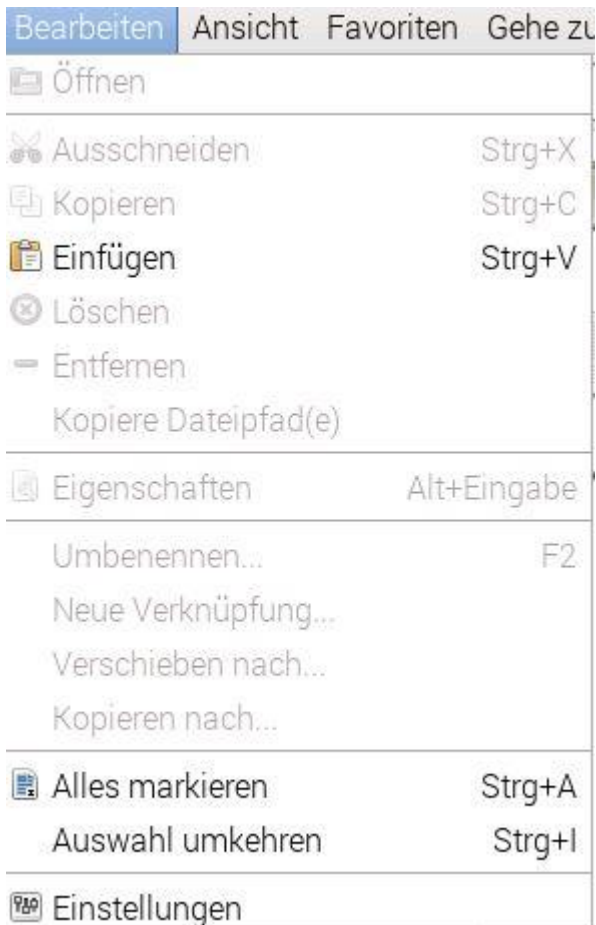 Bearbeiten Ansicht Favoriten Gehe zu
Öffnen
Ausschneiden Strg+X
Kopieren Strg+C
Einfügen Strg+V
Löschen
Entfernen
Kopiere Dateipfad(e)
Eigenschaften Alt+Eingabe
Umbenennen... F2
Neue Verknüpfung...
Verschieben nach...
Kopieren nach...
Alles markieren Strg+A
Auswahl umkehren Strg+I
Einstellungen